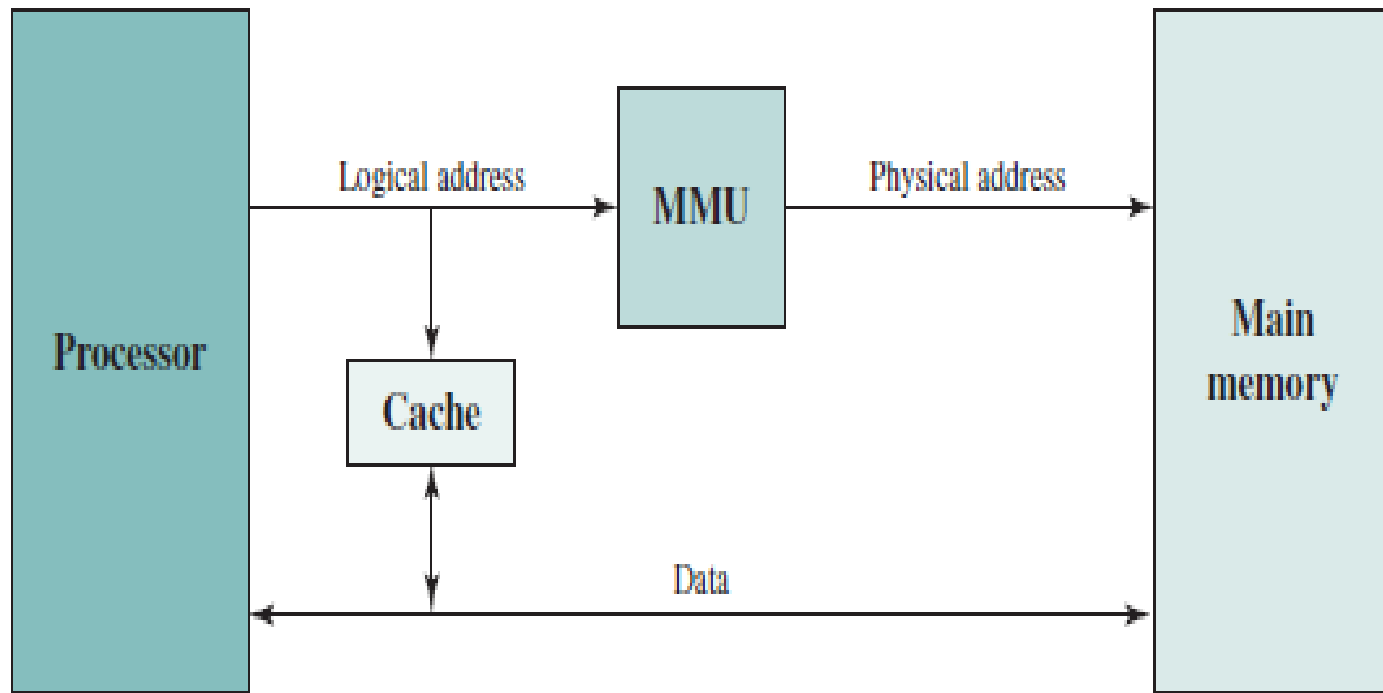 Logical address
Physical address
MMU
Processor
Main
memory
Cache
Data